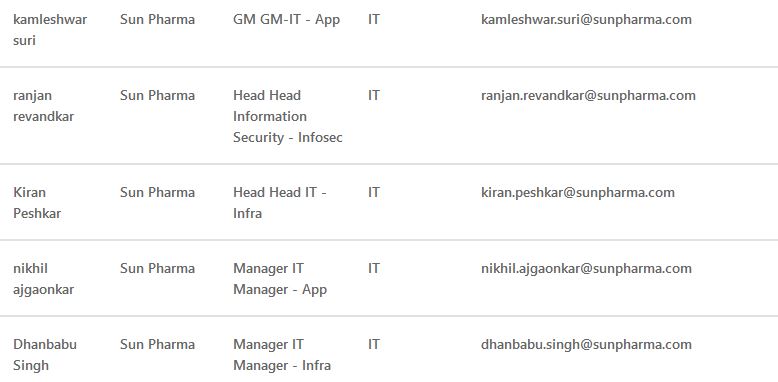 kamleshwar Sun Pharma GM GM-IT - App IT kamleshwar.suri@sunpharma.com
suri
ranjan Sun Pharma Head Head IT ranjan.revandkar@sunpharma.com
revandkar Information
Security - Infosec
Kiran Sun Pharma Head Head IT - IT kiran.peshkar@sunpharma.com
Peshkar Infra
nikhil Sun Pharma Manager IT IT nikhil.ajgaonkar@sunpharma.com
ajgaonkar Manager - App
Dhanbabu Sun Pharma Manager IT IT dhanbabu.singh@sunpharma.com
Singh Manager - Infra